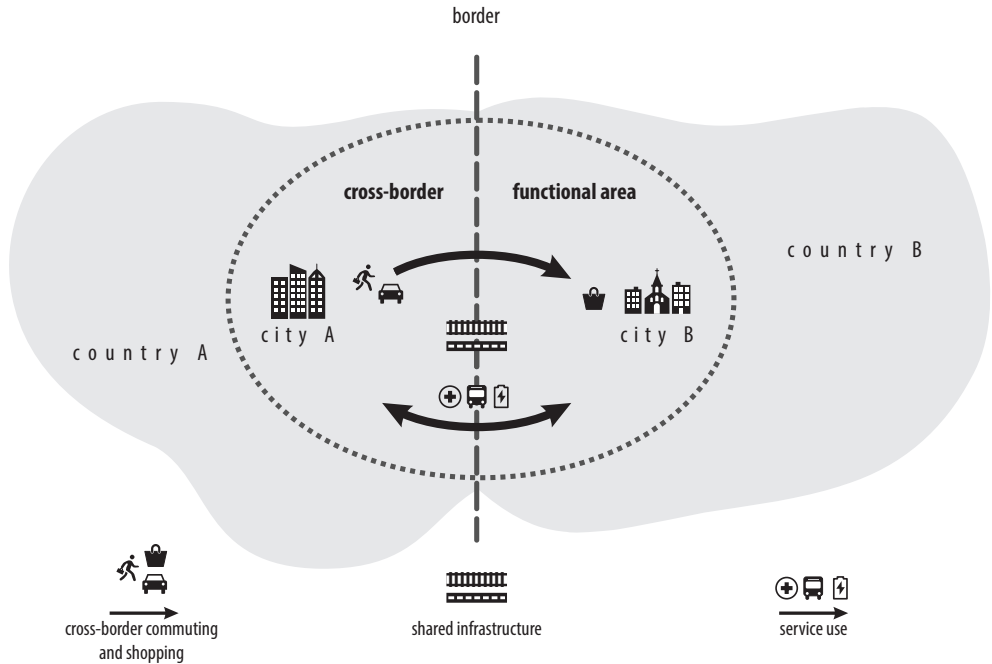 border
cross-border functional area
country B
city A
city B
country A
cross-border commuting
and shopping
shared infrastructure
service use